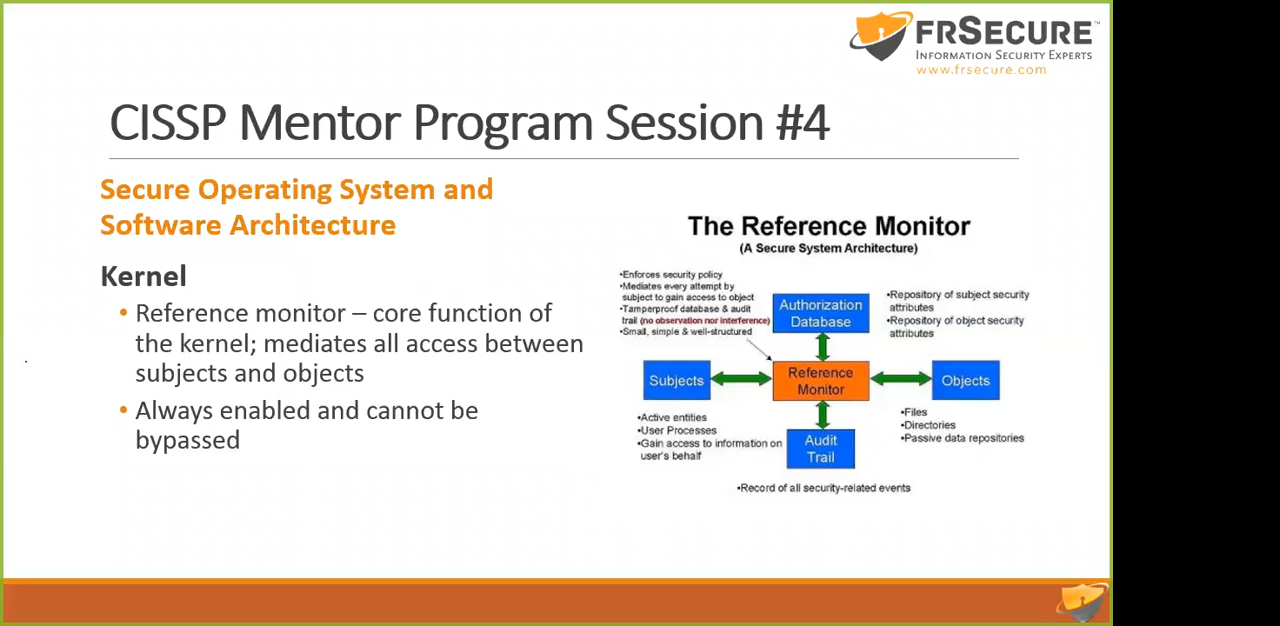 FRSECURE™
INFORMATION SECURITY EXPERTS
www.frsecure.com
CISSP Mentor Program Session #4
Secure Operating System and
Software Architecture
Kernel
• Reference monitor – core function of
the kernel; mediates all access between
subjects and objects
• Always enabled and cannot be
bypassed
The Reference Monitor
(A Secure System Architecture)
•Enforces security policy
•Mediates every attempt by
subject to gain access to object
•Tamperproof database & audit
trail (no observation nor interference)
•Small, simple & well-structured
Authorization
Database
•Repository of subject security
attributes
•Repository of object security
attributes
Subjects
Reference
Monitor
Objects
•Active entities
•User Processes
•Gain access to information on
user's behalf
Audit
Trail
•Files
•Directories
•Passive data repositories
•Record of all security-related events